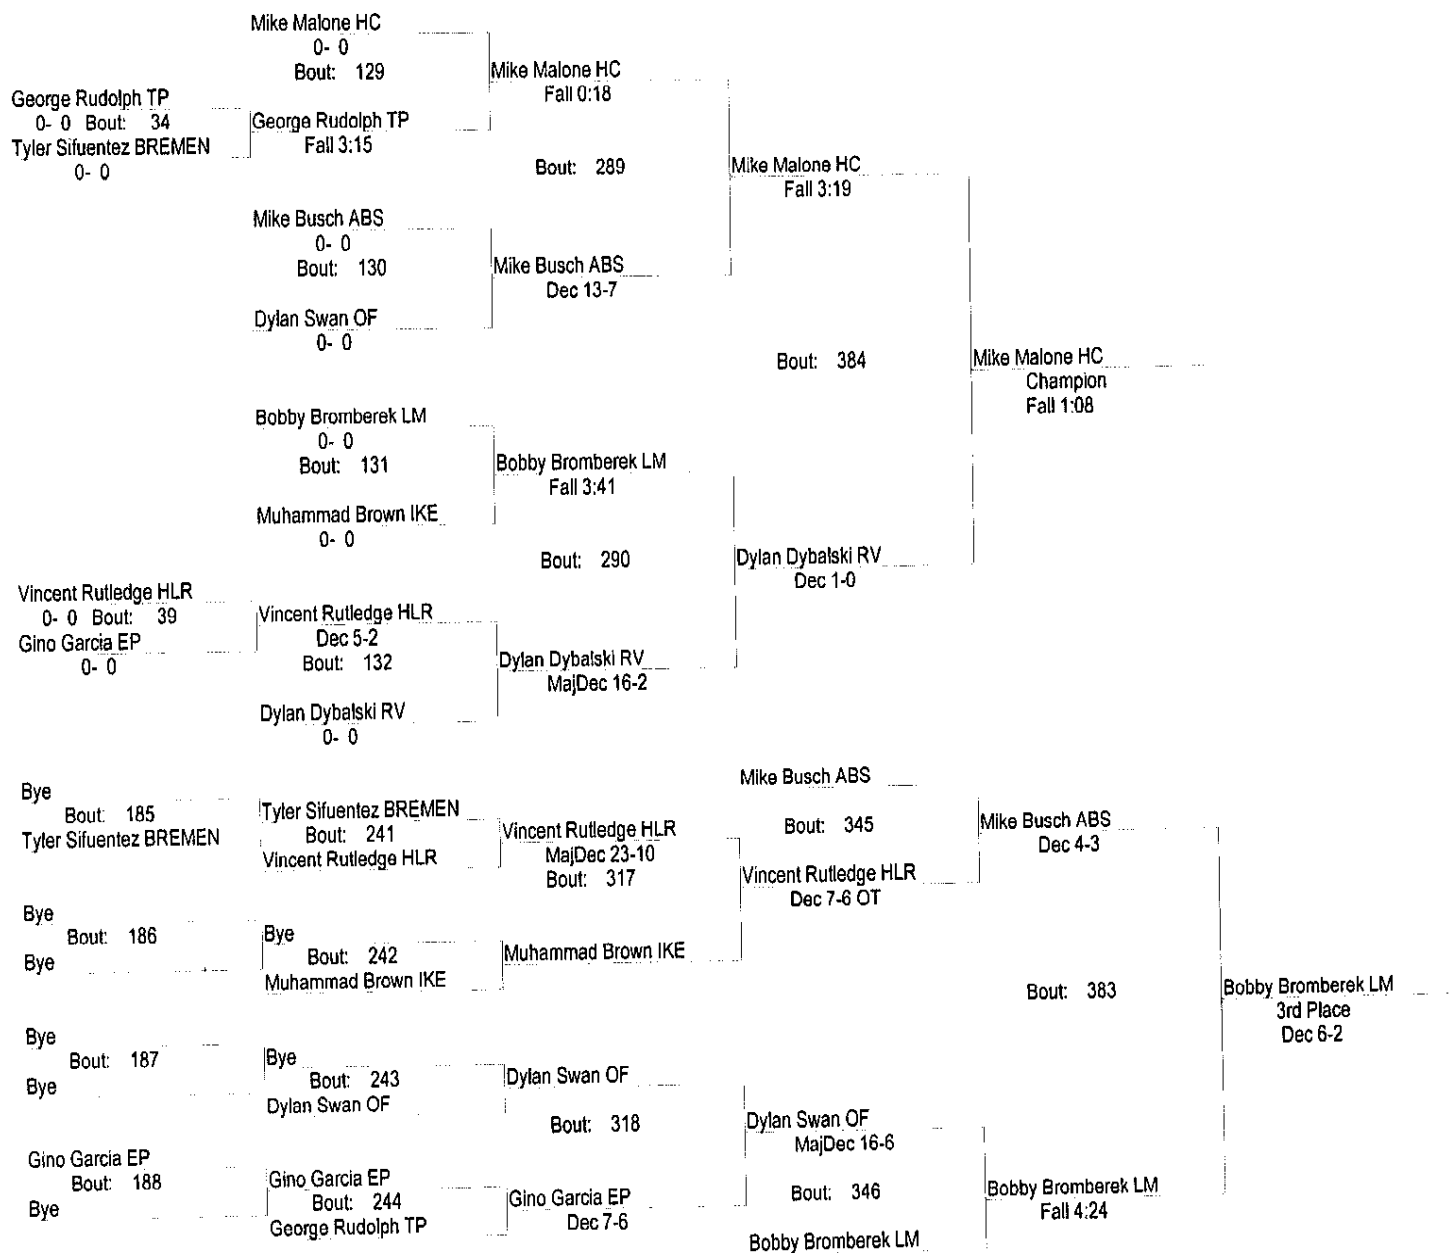 Mike Malone HC
0- 0
Bout: 129
George Rudolph TP
0- 0 Bout: 34
Tyler Sifuentez BREMEN
0- 0
George Rudolph TP
Fall 3:15
Mike Malone HC
Fall 0:18
Bout: 289
Mike Busch ABS
0- 0
Bout: 130
Dylan Swan OF
0- 0
Mike Busch ABS
Dec 13-7
Mike Malone HC
Fall 3:19
Bout: 384
Mike Malone HC
Champion
Fall 1:08
Bobby Bromberek LM
0- 0
Bout: 131
Muhammad Brown IKE
0- 0
Bobby Bromberek LM
Fall 3:41
Bout: 290
Dylan Dybalski RV
Dec 1-0
Vincent Rutledge HLR
0- 0 Bout: 39
Gino Garcia EP
0- 0
Vincent Rutledge HLR
Dec 5-2
Bout: 132
Dylan Dybalski RV
0- 0
Dylan Dybalski RV
MajDec 16-2
Bye
Bout: 185
Tyler Sifuentez BREMEN
Tyler Sifuentez BREMEN
Bout: 241
Vincent Rutledge HLR
Vincent Rutledge HLR
MajDec 23-10
Bout: 317
Mike Busch ABS
Bout: 345
Vincent Rutledge HLR
Dec 7-6 OT
Mike Busch ABS
Dec 4-3
Bye
Bout: 186
Bye
Bye
Bout: 242
Muhammad Brown IKE
Muhammad Brown IKE
Bout: 383
Bobby Bromberek LM
3rd Place
Dec 6-2
Bye
Bout: 187
Bye
Bye
Bout: 243
Dylan Swan OF
Dylan Swan OF
Bout: 318
Dylan Swan OF
MajDec 16-6
Gino Garcia EP
Bout: 188
Bye
Gino Garcia EP
Bout: 244
George Rudolph TP
Gino Garcia EP
Dec 7-6
Bout: 346
Bobby Bromberek LM
Bobby Bromberek LM
Fall 4:24